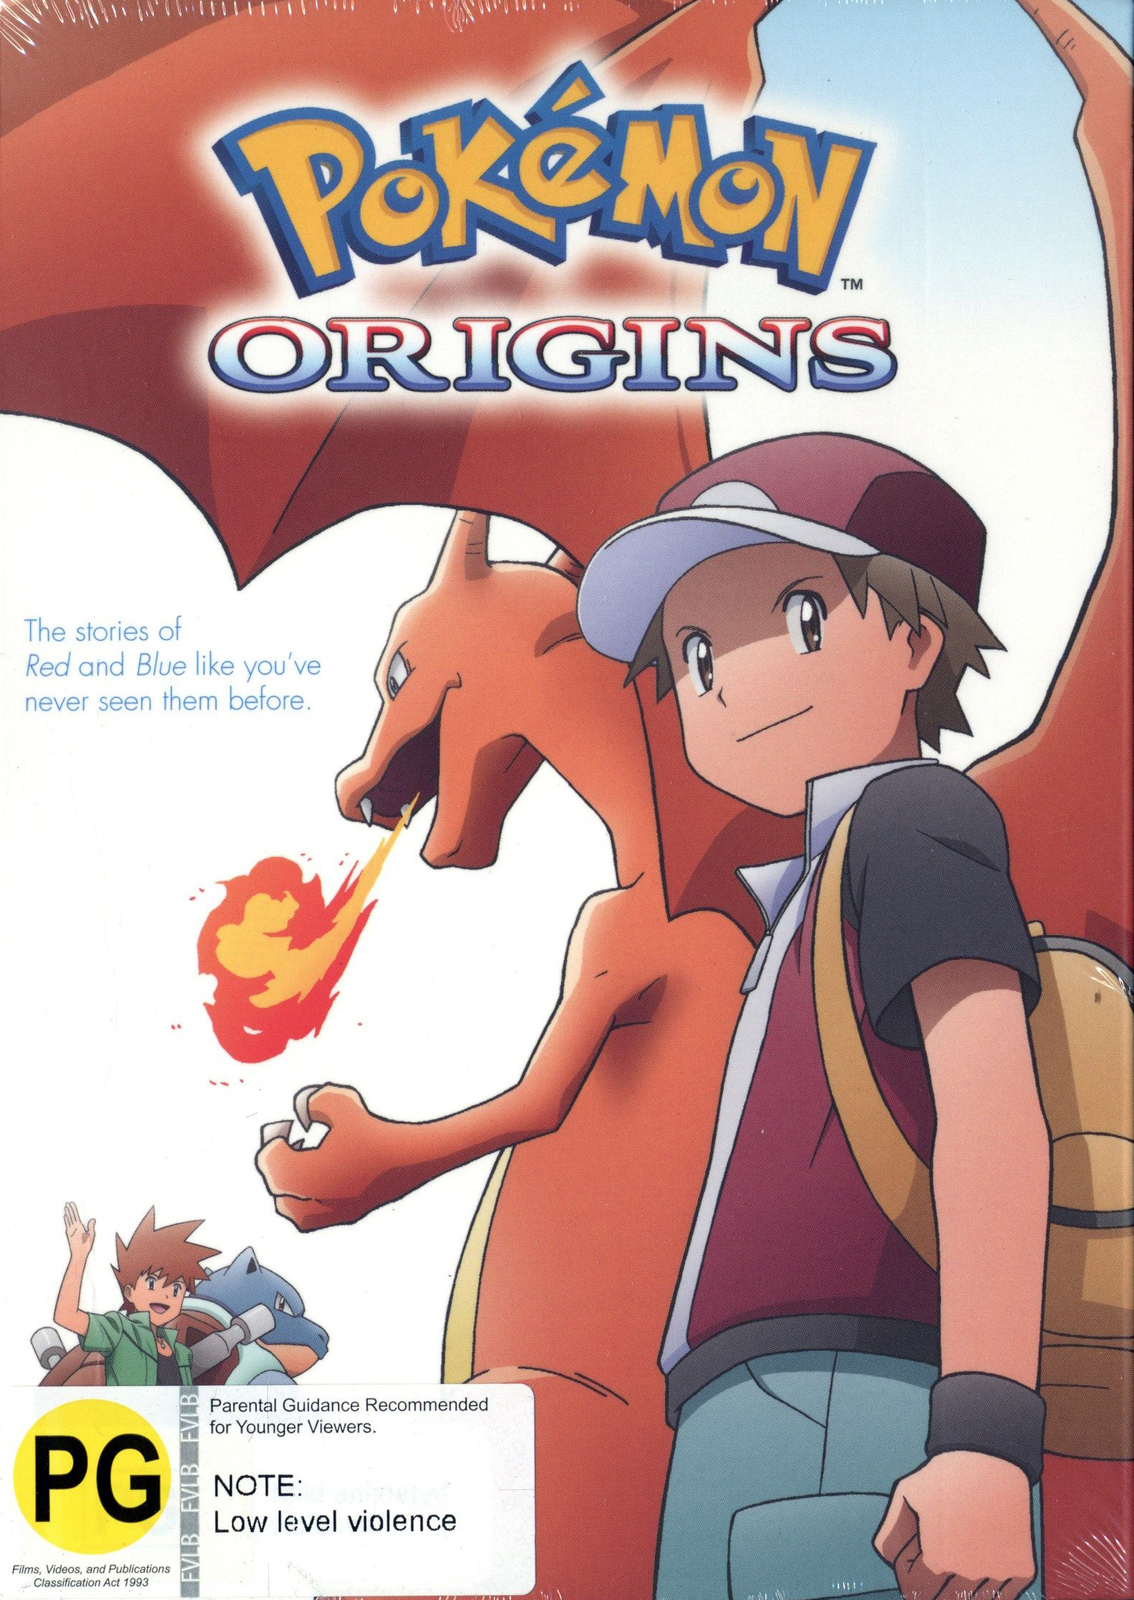 POKéMON
TM
ORIGINS
The stories of
Red and Blue like you've
never seen them before.
PG
FVLB FVLB FVLB
Parental Guidance Recommended
for Younger Viewers.
NOTE:
Low level violence
Films, Videos, and Publications
Classification Act 1993